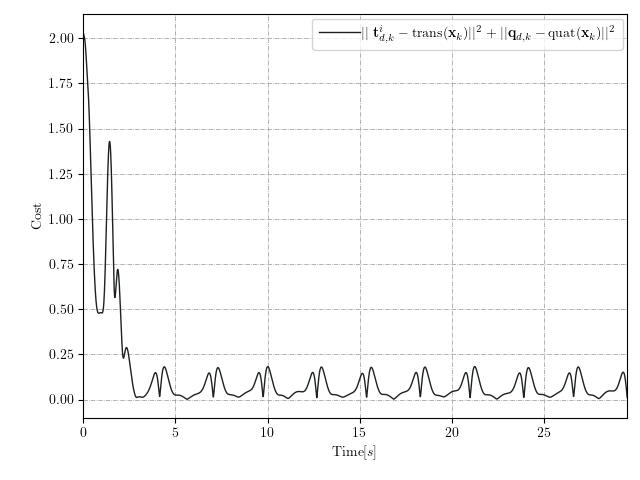 || t^i_{d,k} − trans(x_k)||^2 + ||q_{d,k} − quat(x_k)||^2
2.00
1.75
1.50
1.25
1.00
0.75
0.50
0.25
0.00
Cost
0 5 10 15 20 25
Time[s]